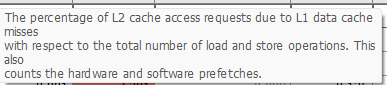 The percentage of L2 cache access requests due to L1 data cache
misses
with respect to the total number of load and store operations. This
also
counts the hardware and software prefetches.